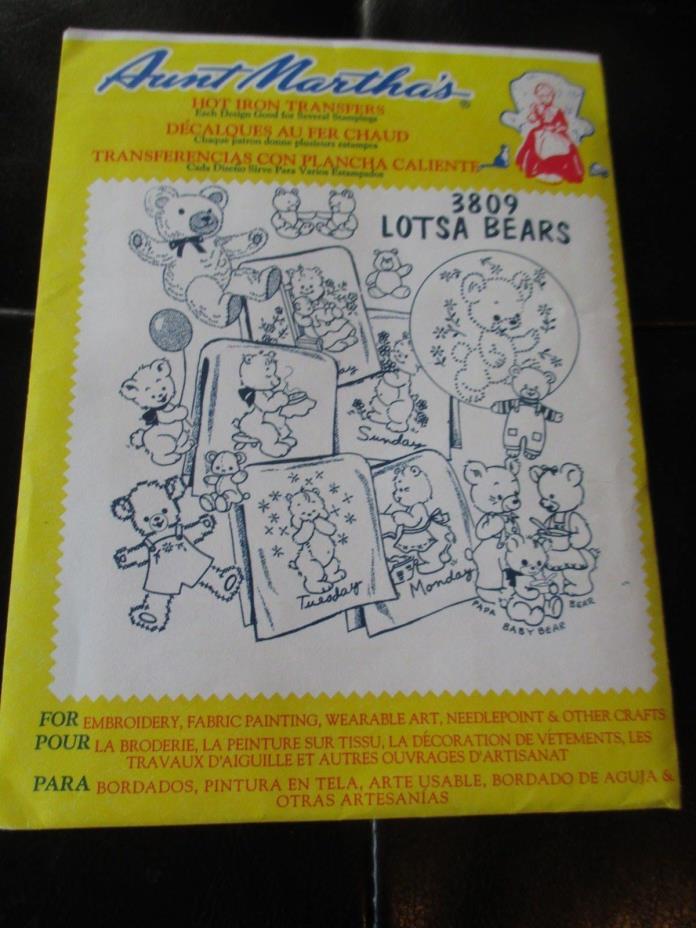 Aunt Martha's®
HOT IRON TRANSFERS
Each Design Good for Several Stampings
DÉCALQUES AU FER CHAUD
Chaque patron donne plusieurs estampes
TRANSFERENCIAS CON PLANCHA CALIENTE
Cada Diseño Sirve Para Varios Estampados
3809
LOTSA BEARS
ay
Sunday
Tuesday
Monday
PAPA
BABY BEAR
BEAR
FOR EMBROIDERY, FABRIC PAINTING, WEARABLE ART, NEEDLEPOINT & OTHER CRAFTS
POUR LA BRODERIE, LA PEINTURE SUR TISSU, LA DÉCORATION DE VÉTEMENTS, LES
TRAVAUX D'AIGUILLE ET AUTRES OUVRAGES D'ARTISANAT
PARA BORDADOS, PINTURA EN TELA, ARTE USABLE, BORDADO DE AGUJA &
OTRAS ARTESANÍAS